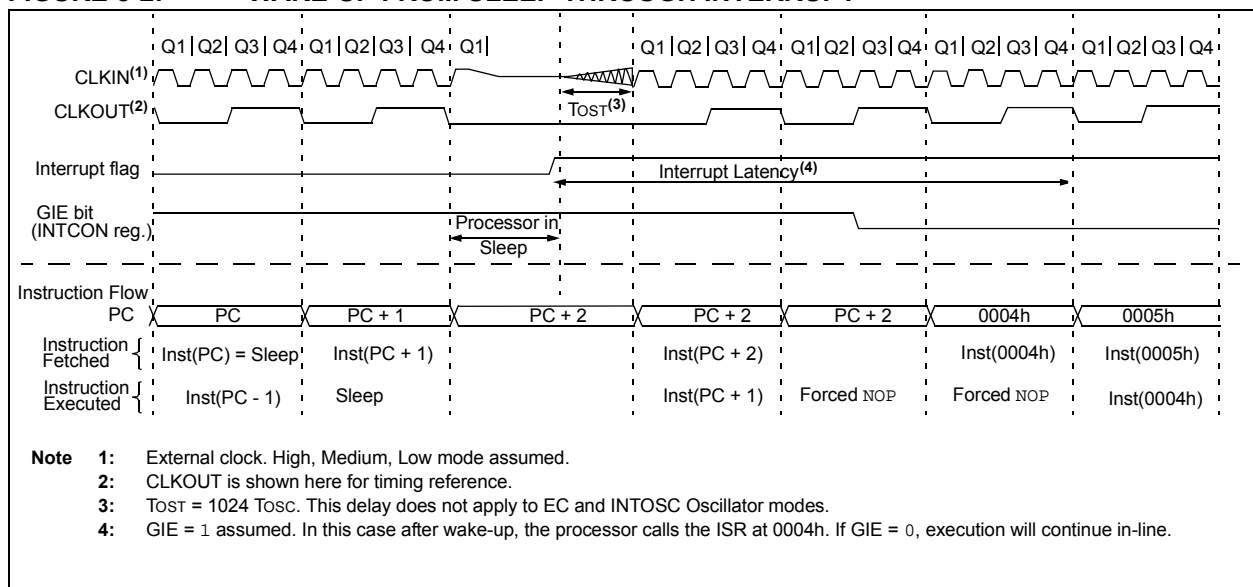 Q1 Q2 Q3 Q4 Q1 Q2 Q3 Q4 Q1 Q1 Q2 Q3 Q4 Q1 Q2 Q3 Q4 Q1 Q2 Q3 Q4 Q1 Q2 Q3 Q4
CLKIN(1)
TOST(3)
CLKOUT(2)
Interrupt flag
Interrupt Latency(4)
GIE bit
(INTCON reg.)
Processor in
Sleep
Instruction Flow
PC PC PC + 1 PC + 2 PC + 2 PC + 2 0004h 0005h
Instruction
Fetched
Inst(PC) = Sleep Inst(PC + 1) Inst(PC + 2) Inst(0004h) Inst(0005h)
Instruction
Executed
Inst(PC - 1) Sleep Inst(PC + 1) Forced NOP Forced NOP Inst(0004h)
Note 1: External clock. High, Medium, Low mode assumed.
2: CLKOUT is shown here for timing reference.
3: TOST = 1024 TOSC. This delay does not apply to EC and INTOSC Oscillator modes.
4: GIE = 1 assumed. In this case after wake-up, the processor calls the ISR at 0004h. If GIE = 0, execution will continue in-line.